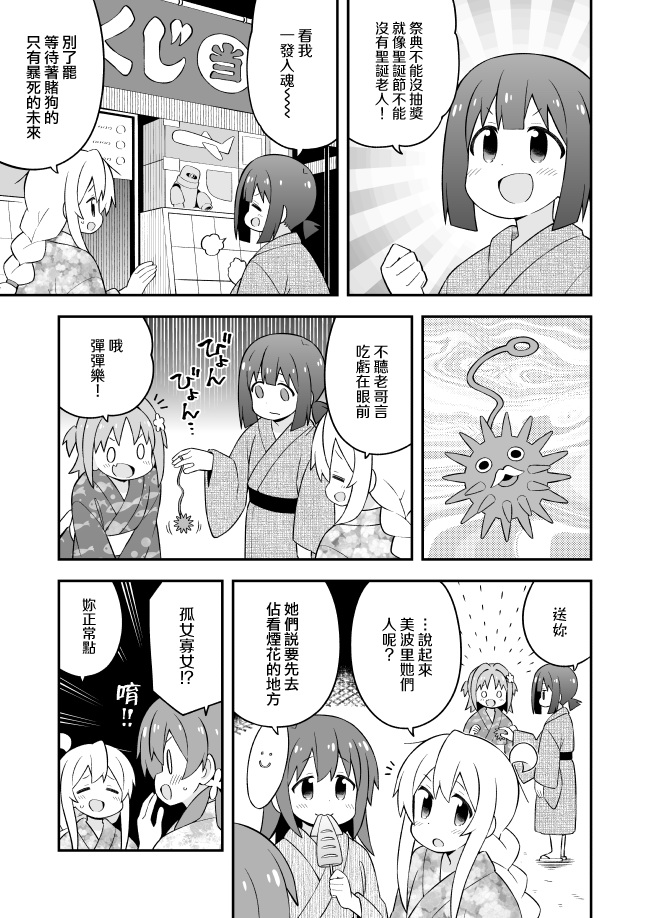 祭典不能沒抽獎
就像聖誕節不能
沒有聖誕老人！
看我
一發入魂～～
くじ
当
別了罷
等待著賭狗的
只有暴死的未來
不聽老哥言
吃虧在眼前
びょん
びょん…
哦
彈彈樂！
送妳
…說起來
美波里她們
人呢？
她們說要先去
佔看煙花的地方
孤女寡女!?
唷!!
妳正常點